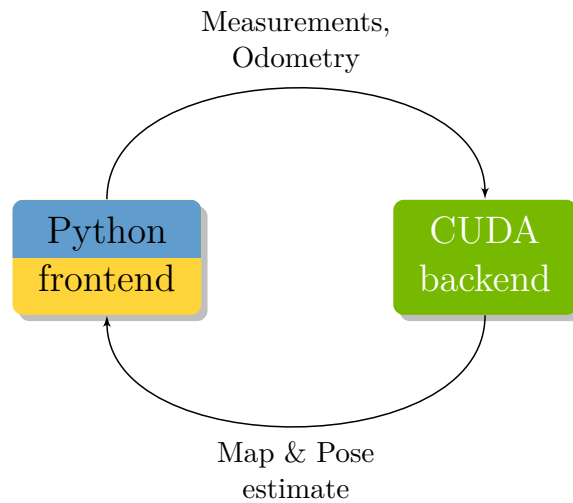 Measurements,
Odometry
Python
frontend
CUDA
backend
Map & Pose
estimate